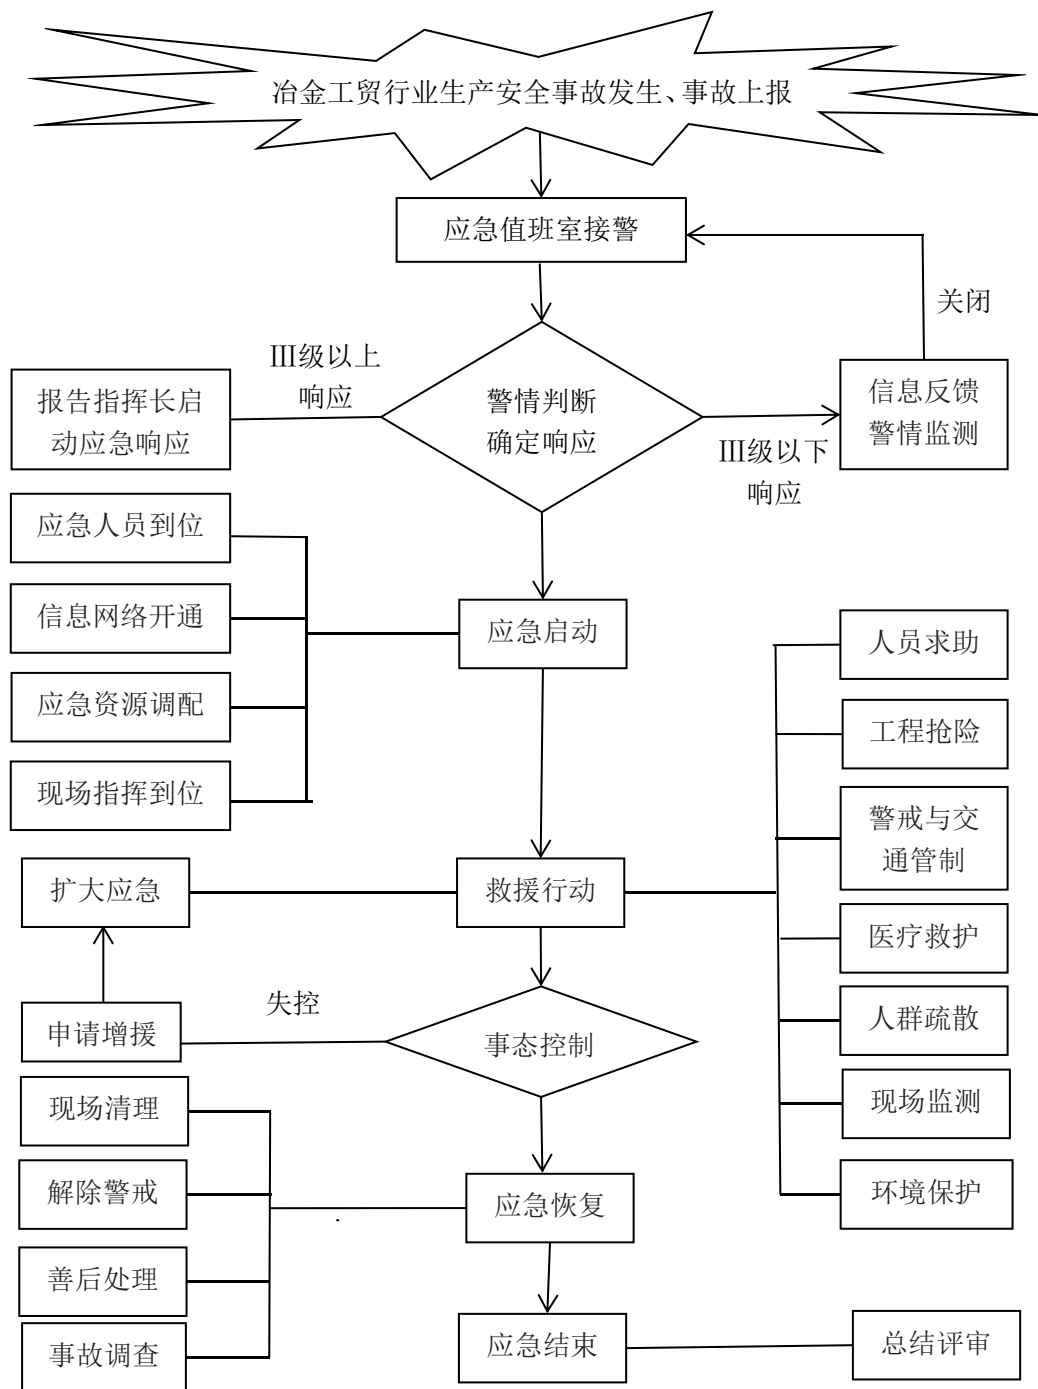 冶金工贸行业生产安全事故发生、事故上报
应急值班室接警
关闭
III级以上
响应
报告指挥长启
动应急响应
警情判断
确定响应
信息反馈
警情监测
III级以下
响应
应急人员到位
信息网络开通
应急资源调配
现场指挥到位
应急启动
人员求助
工程抢险
警戒与交
通管制
医疗救护
人群疏散
现场监测
环境保护
扩大应急
救援行动
失控
申请增援
事态控制
现场清理
解除警戒
善后处理
事故调查
应急恢复
应急结束
总结评审